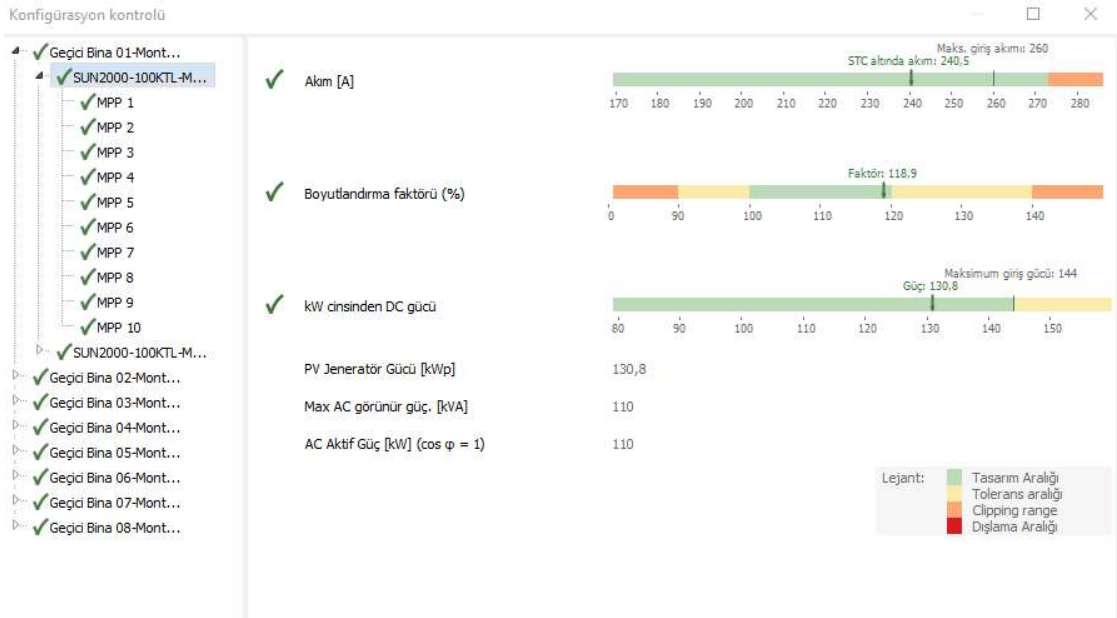 Konfigürasyon kontrolü
Geçici Bina 01-Mont...
SUN2000-100KTL-M...
MPP 1
MPP 2
MPP 3
MPP 4
MPP 5
MPP 6
MPP 7
MPP 8
MPP 9
MPP 10
SUN2000-100KTL-M...
Geçici Bina 02-Mont...
Geçici Bina 03-Mont...
Geçici Bina 04-Mont...
Geçici Bina 05-Mont...
Geçici Bina 06-Mont...
Geçici Bina 07-Mont...
Geçici Bina 08-Mont...
Akım [A]
Maks. giriş akımı: 260
STC altında akım: 240,5
170 180 190 200 210 220 230 240 250 260 270 280
Boyutlandırma faktörü (%)
Faktör: 118,9
0 90 100 110 120 130 140
kW cinsinden DC gücü
Maksimum giriş gücü: 144
Güç: 130,8
80 90 100 110 120 130 140 150
PV Jeneratör Gücü [kWp] 130,8
Max AC görünür güç. [kVA] 110
AC Aktif Güç [kW] (cos φ = 1) 110
Lejant:
Tasarım Aralığı
Tolerans aralığı
Clipping range
Dışlama Aralığı